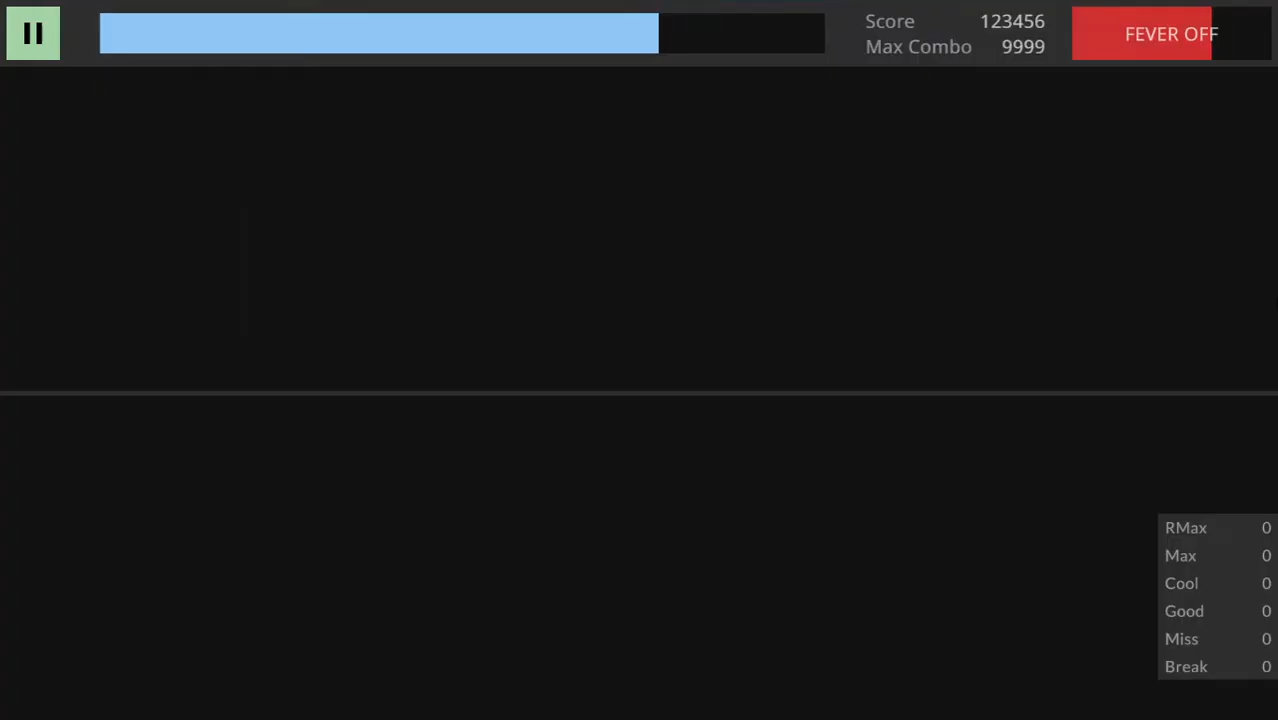 Score 123456
Max Combo 9999
FEVER OFF
RMax 0
Max 0
Cool 0
Good 0
Miss 0
Break 0